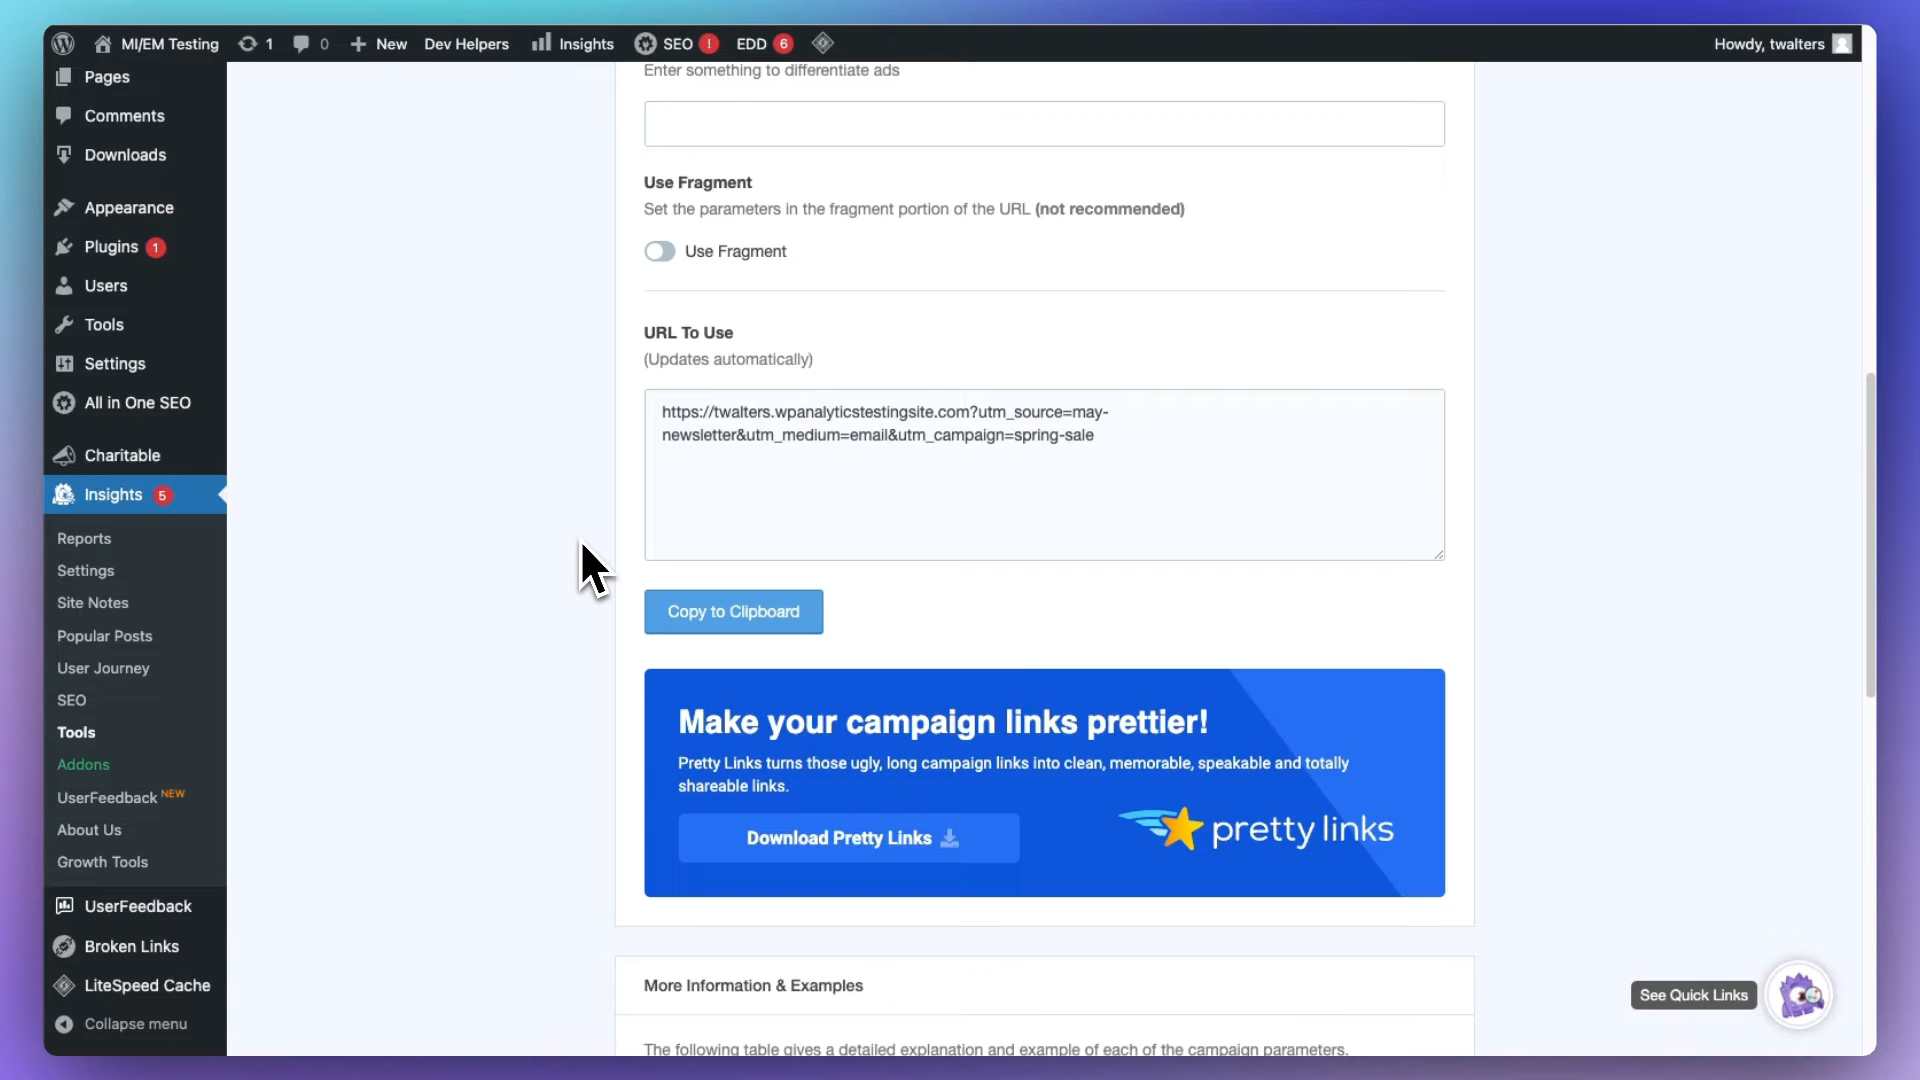 MI/EM Testing 1 0 New Dev Helpers Insights SEO ! EDD 6 Howdy, twalters
Pages
Comments
Downloads
Appearance
Plugins 1
Users
Tools
Settings
All in One SEO
Charitable
Insights 5
Reports
Settings
Site Notes
Popular Posts
User Journey
SEO
Tools
Addons
UserFeedback NEW
About Us
Growth Tools
UserFeedback
Broken Links
LiteSpeed Cache
Collapse menu
Enter something to differentiate ads
Use Fragment
Set the parameters in the fragment portion of the URL (not recommended)
Use Fragment
URL To Use
(Updates automatically)
https://twalters.wpanalyticstestingsite.com?utm_source=may-
newsletter&utm_medium=email&utm_campaign=spring-sale
Copy to Clipboard
Make your campaign links prettier!
Pretty Links turns those ugly, long campaign links into clean, memorable, speakable and totally
shareable links.
Download Pretty Links
pretty links
More Information & Examples
The following table gives a detailed explanation and example of each of the campaign parameters.
See Quick Links